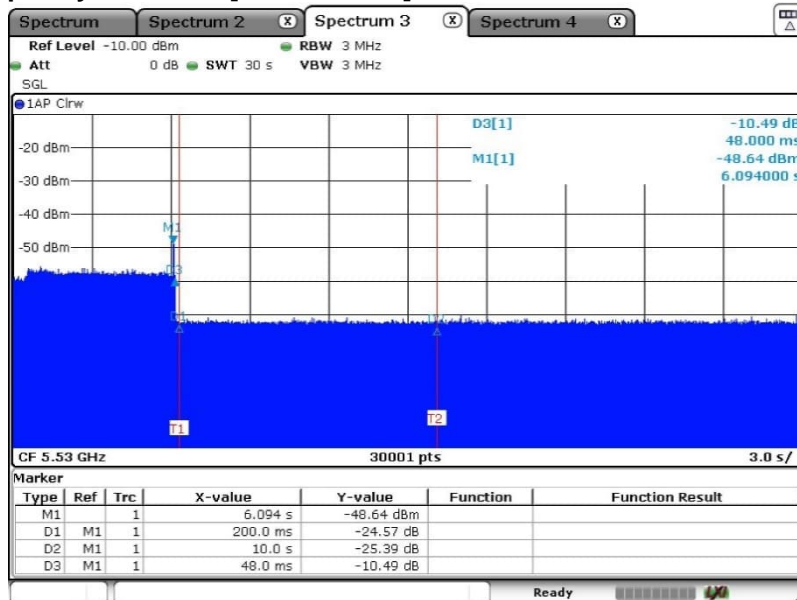 Spectrum Spectrum 2 X Spectrum 3 X Spectrum 4 X
Ref Level -10.00 dBm RBW 3 MHz
Att 0 dB SWT 30 s VBW 3 MHz
SGL
1AP Clrw
D3[1] -10.49 dB
48.000 ms
M1[1] -48.64 dBm
6.094000 s
-20 dBm
-30 dBm
-40 dBm
M1
-50 dBm
D3
D1
T1
T2
CF 5.53 GHz 30001 pts 3.0 s/
Marker
Type Ref Trc X-value Y-value Function Function Result
M1 1 6.094 s -48.64 dBm
D1 M1 1 200.0 ms -24.57 dB
D2 M1 1 10.0 s -25.39 dB
D3 M1 1 48.0 ms -10.49 dB
Ready LXI